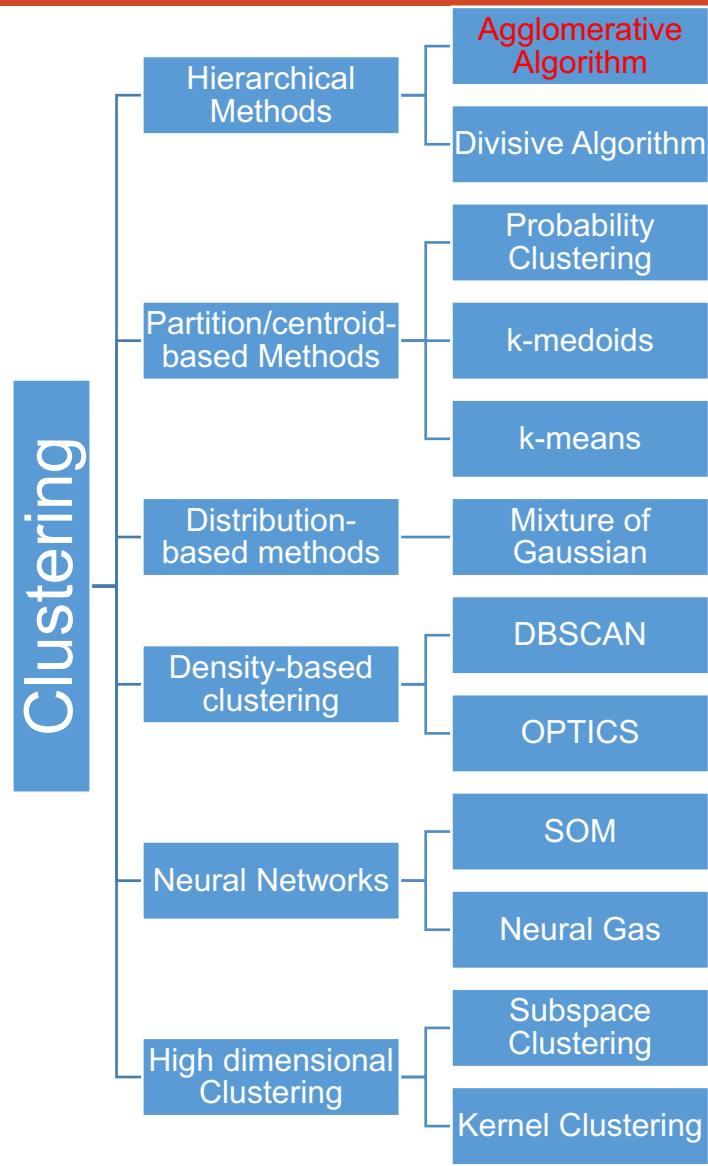 Clustering
Hierarchical
Methods
Agglomerative
Algorithm
Divisive Algorithm
Partition/centroid-
based Methods
Probability
Clustering
k-medoids
k-means
Distribution-
based methods
Mixture of
Gaussian
Density-based
clustering
DBSCAN
OPTICS
Neural Networks
SOM
Neural Gas
High dimensional
Clustering
Subspace
Clustering
Kernel Clustering